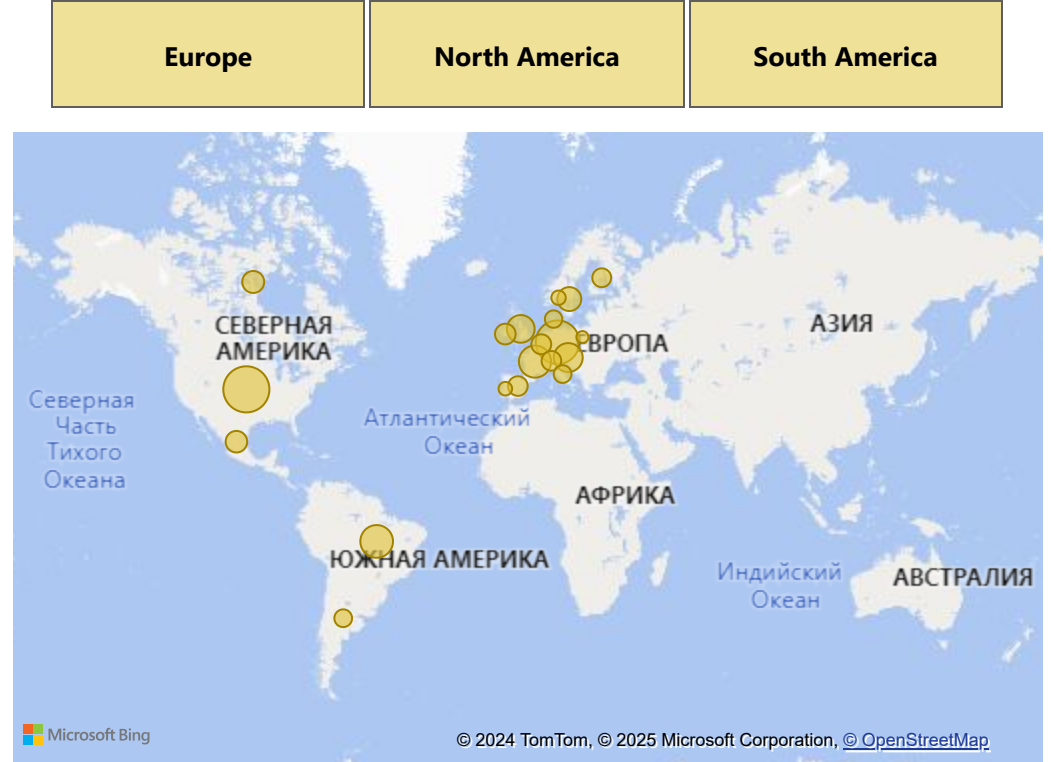 Europe
North America
South America
СЕВЕРНАЯ
АМЕРИКА
ЕВРОПА
АЗИЯ
Северная
Часть
Тихого
Океана
Атлантический
Океан
АФРИКА
ЮЖНАЯ АМЕРИКА
Индийский
Океан
АВСТРАЛИЯ
Microsoft Bing
© 2024 TomTom, © 2025 Microsoft Corporation, © OpenStreetMap